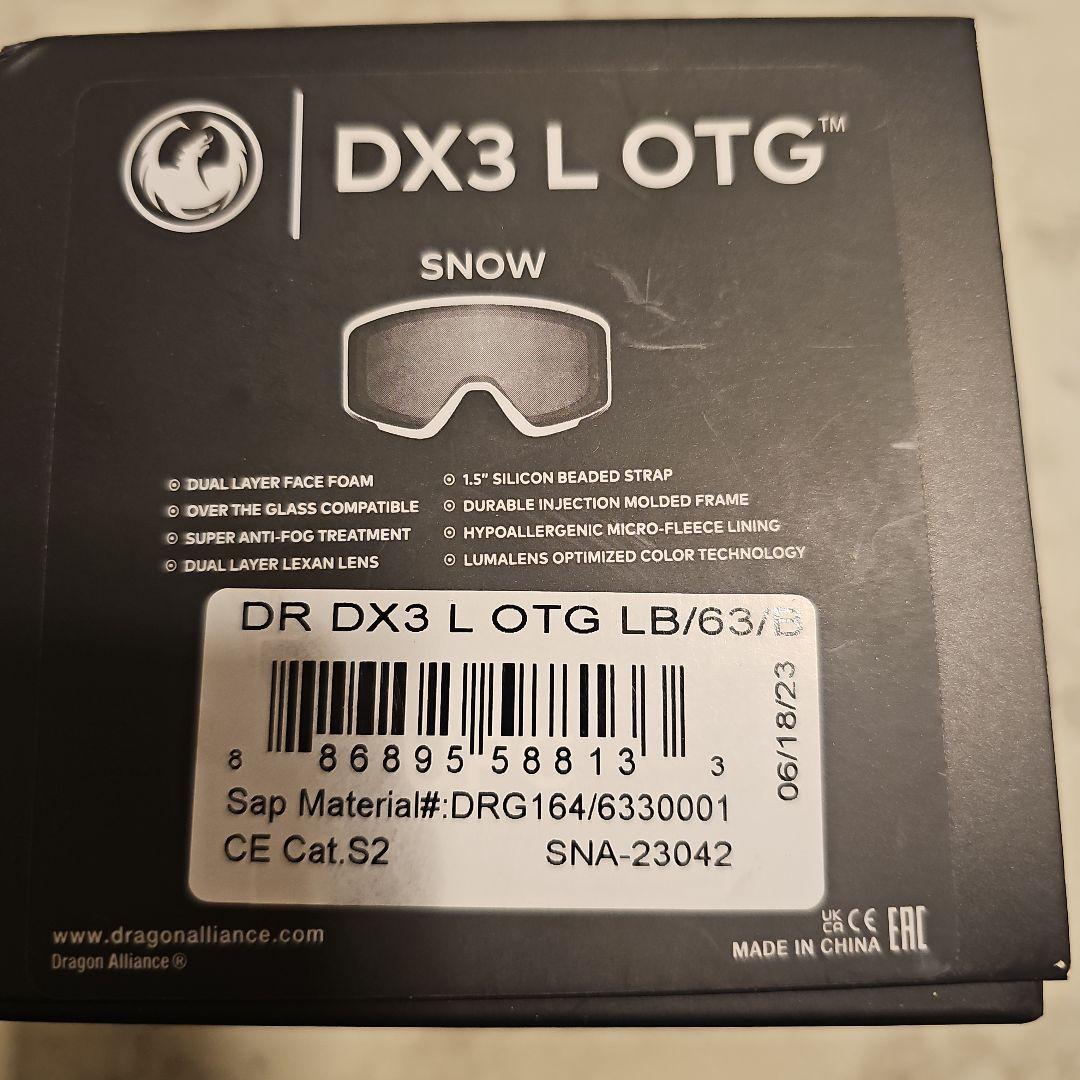 DX3 L OTG™
SNOW
DUAL LAYER FACE FOAM
OVER THE GLASS COMPATIBLE
SUPER ANTI-FOG TREATMENT
DUAL LAYER LEXAN LENS
1.5" SILICON BEADED STRAP
DURABLE INJECTION MOLDED FRAME
HYPOALLERGENIC MICRO-FLEECE LINING
LUMALENS OPTIMIZED COLOR TECHNOLOGY
DR DX3 L OTG LB/63/B
06/18/23
8 86895 58813 3
Sap Material#:DRG164/6330001
CE Cat.S2 SNA-23042
www.dragonalliance.com
Dragon Alliance®
UK CA CE EAC
MADE IN CHINA